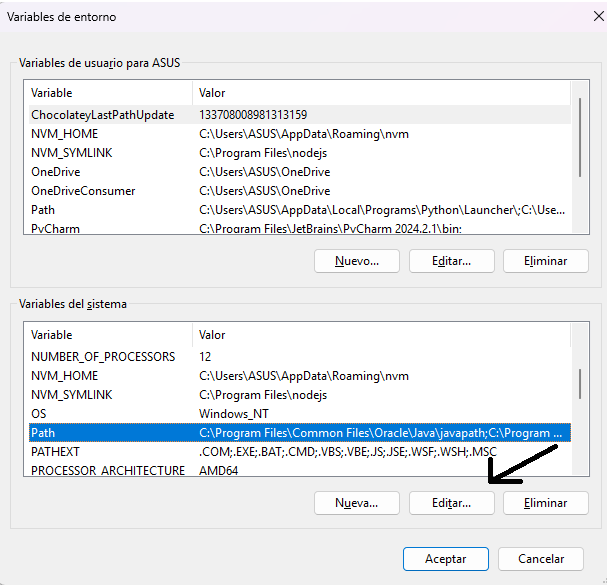 Variables de entorno
Variables de usuario para ASUS
Variable Valor
ChocolateyLastPathUpdate 133708008981313159
NVM_HOME C:\Users\ASUS\AppData\Roaming\nvm
NVM_SYMLINK C:\Program Files\nodejs
OneDrive C:\Users\ASUS\OneDrive
OneDriveConsumer C:\Users\ASUS\OneDrive
Path C:\Users\ASUS\AppData\Local\Programs\Python\Launcher\;C:\Use...
PyCharm C:\Program Files\JetBrains\PyCharm 2024.2.1\bin;
Nuevo... Editar... Eliminar
Variables del sistema
Variable Valor
NUMBER_OF_PROCESSORS 12
NVM_HOME C:\Users\ASUS\AppData\Roaming\nvm
NVM_SYMLINK C:\Program Files\nodejs
OS Windows_NT
Path C:\Program Files\Common Files\Oracle\Java\javapath;C:\Program ...
PATHEXT .COM;.EXE;.BAT;.CMD;.VBS;.VBE;.JS;.JSE;.WSF;.WSH;.MSC
PROCESSOR_ARCHITECTURE AMD64
Nueva... Editar... Eliminar
Aceptar Cancelar